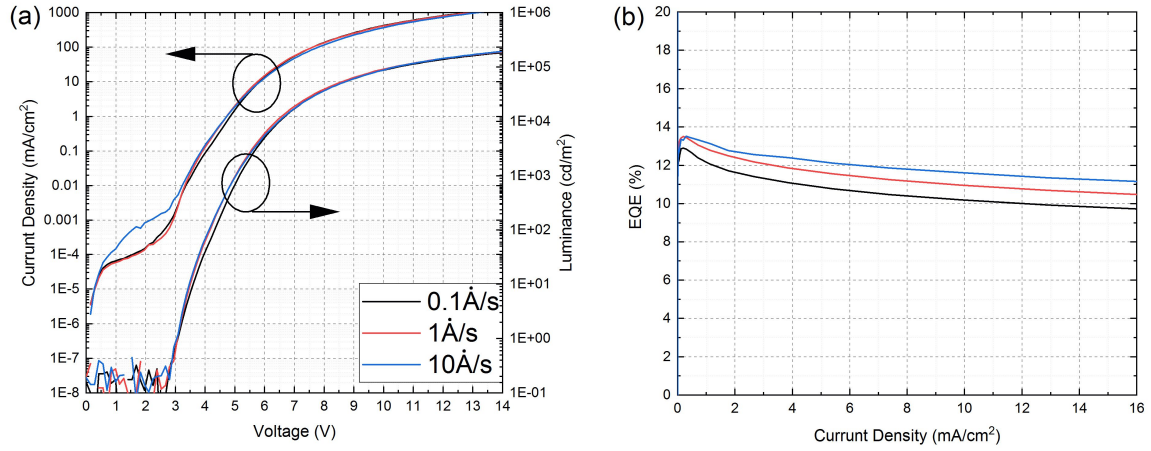 (a)
1000
100
10
1
0.1
0.01
0.001
1E-4
1E-5
1E-6
1E-7
1E-8
Currunt Density (mA/cm²)
0 1 2 3 4 5 6 7 8 9 10 11 12 13 14
Voltage (V)
1E+06
1E+05
1E+04
1E+03
1E+02
1E+01
1E+00
1E-01
Luminance (cd/m²)
0.1Å/s
1Å/s
10Å/s
(b)
20
18
16
14
12
10
8
6
4
2
0
EQE (%)
0 2 4 6 8 10 12 14 16
Currunt Density (mA/cm²)